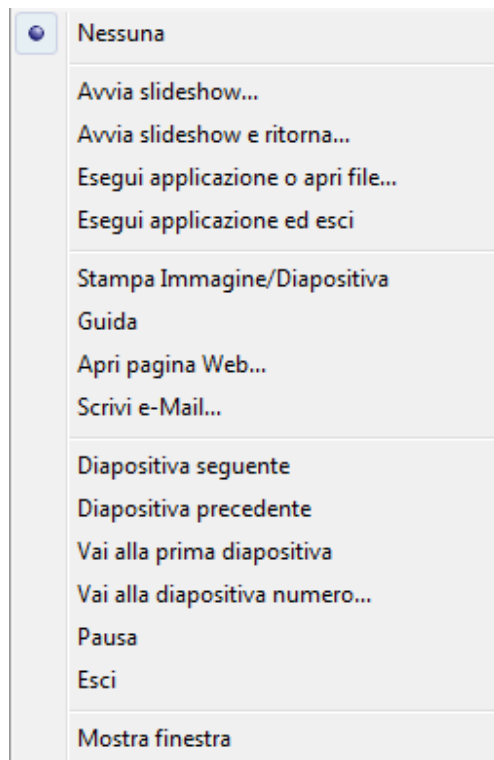 Nessuna
Avvia slideshow...
Avvia slideshow e ritorna...
Esegui applicazione o apri file...
Esegui applicazione ed esci
Stampa Immagine/Diapositiva
Guida
Apri pagina Web...
Scrivi e-Mail...
Diapositiva seguente
Diapositiva precedente
Vai alla prima diapositiva
Vai alla diapositiva numero...
Pausa
Esci
Mostra finestra